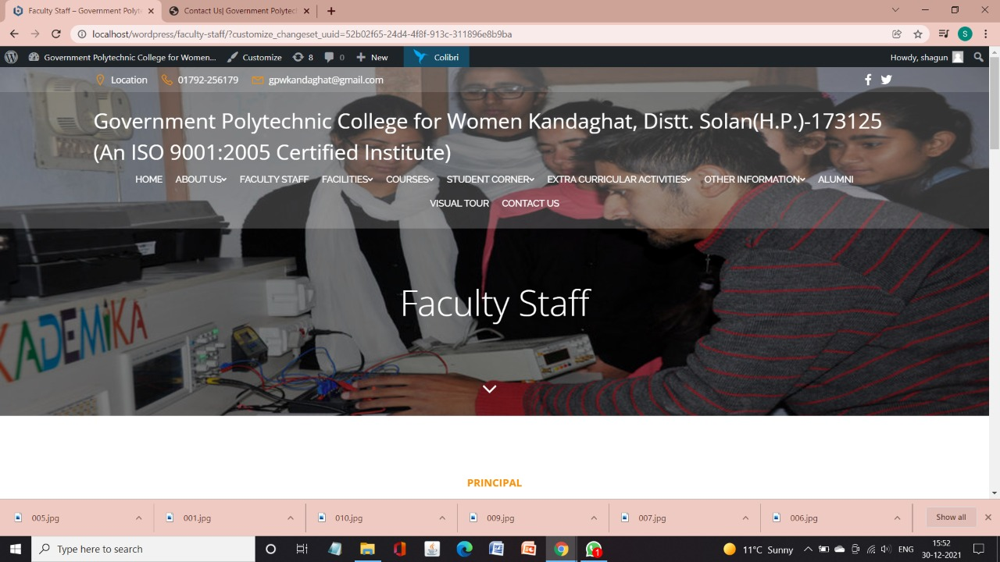 Faculty Staff – Government Polyt
Contact Us| Government Polytec
localhost/wordpress/faculty-staff/?customize_changeset_uuid=52b02f65-24d4-4f8f-913c-311896e8b9ba
S
Government Polytechnic College for Women... Customize 8 0 New Colibri Howdy, shagun
Location 01792-256179 gpwkandaghat@gmail.com
Government Polytechnic College for Women Kandaghat, Distt. Solan(H.P.)-173125
(An ISO 9001:2005 Certified Institute)
HOME ABOUT US FACULTY STAFF FACILITIES COURSES STUDENT CORNER EXTRA CURRICULAR ACTIVITIES OTHER INFORMATION ALUMNI
VISUAL TOUR CONTACT US
Faculty Staff
KADEMIKA
PRINCIPAL
005.jpg 001.jpg 010.jpg 009.jpg 007.jpg 006.jpg Show all
Type here to search
1
11°C Sunny
ENG
15:52
30-12-2021